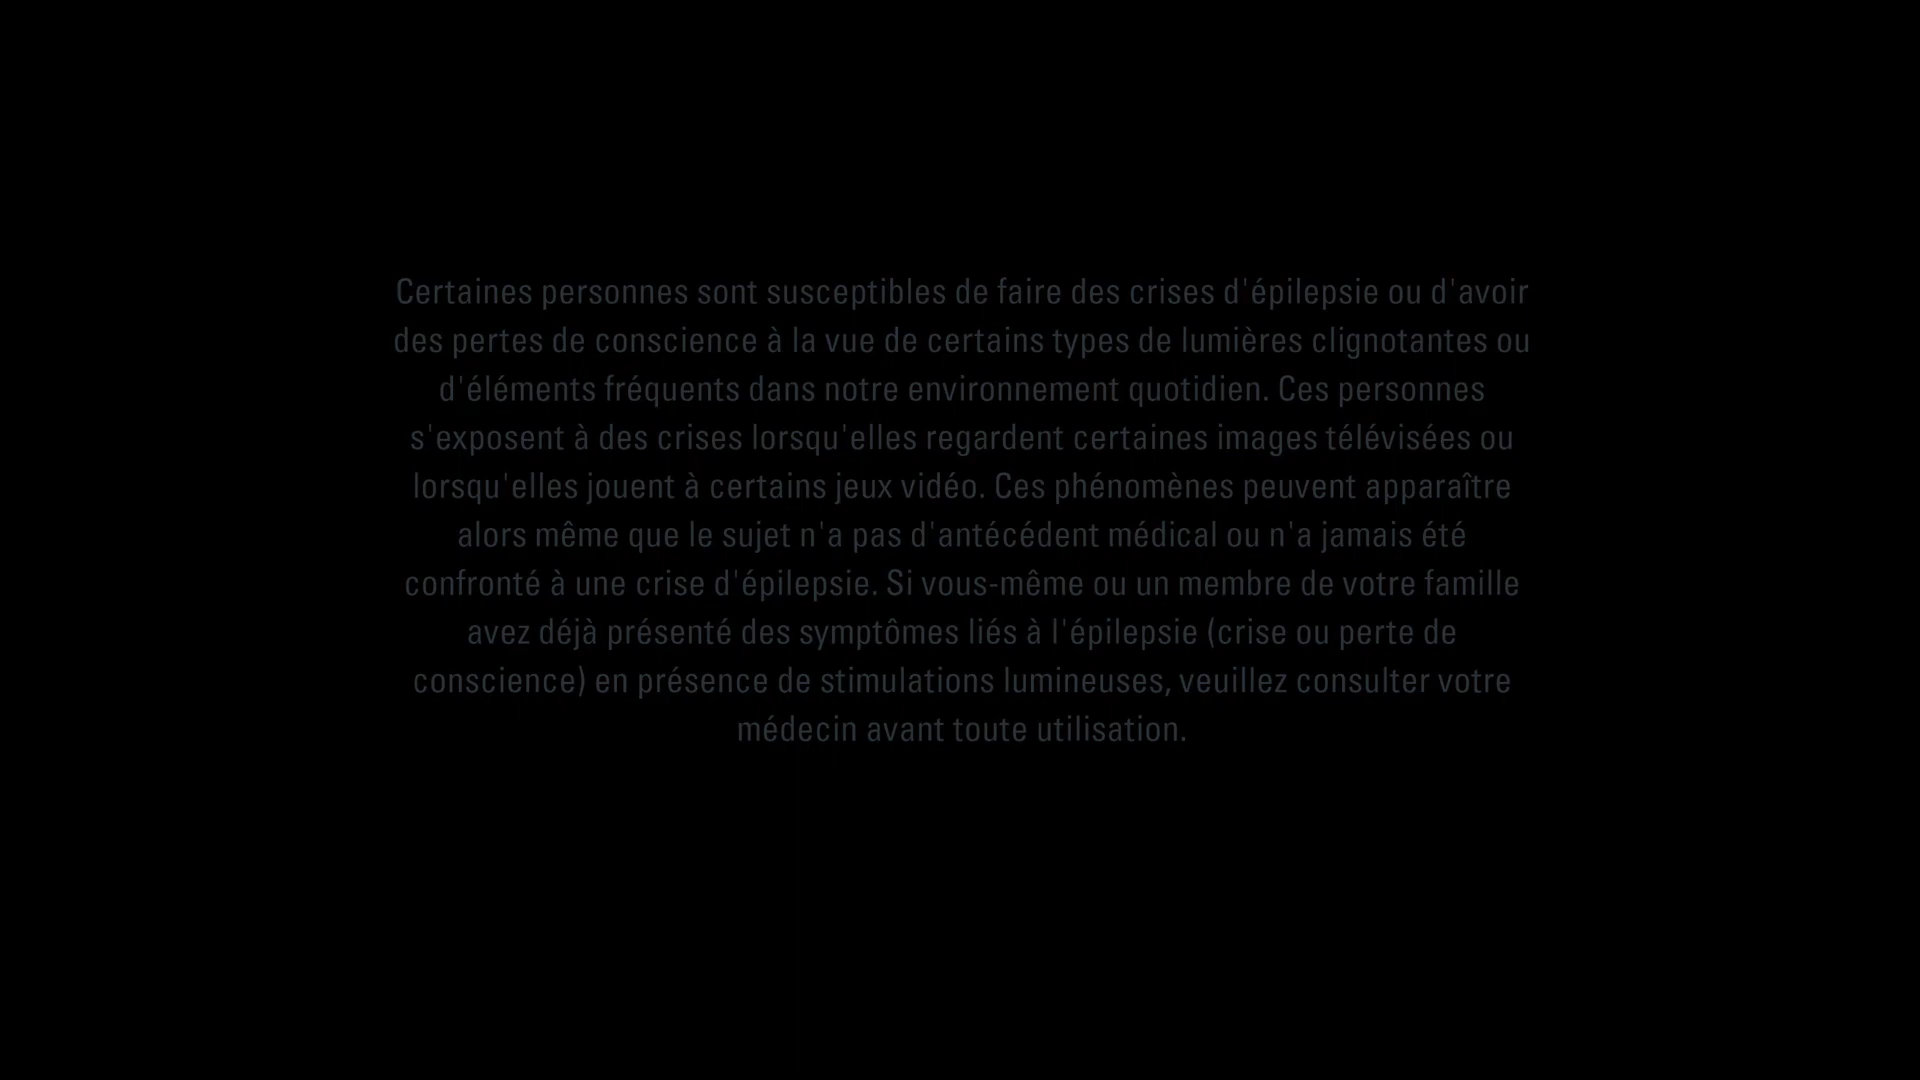 Certaines personnes sont susceptibles de faire des crises d'épilepsie ou d'avoir
des pertes de conscience à la vue de certains types de lumières clignotantes ou
d'éléments fréquents dans notre environnement quotidien. Ces personnes
s'exposent à des crises lorsqu'elles regardent certaines images télévisées ou
lorsqu'elles jouent à certains jeux vidéo. Ces phénomènes peuvent apparaître
alors même que le sujet n'a pas d'antécédent médical ou n'a jamais été
confronté à une crise d'épilepsie. Si vous-même ou un membre de votre famille
avez déjà présenté des symptômes liés à l'épilepsie (crise ou perte de
conscience) en présence de stimulations lumineuses, veuillez consulter votre
médecin avant toute utilisation.